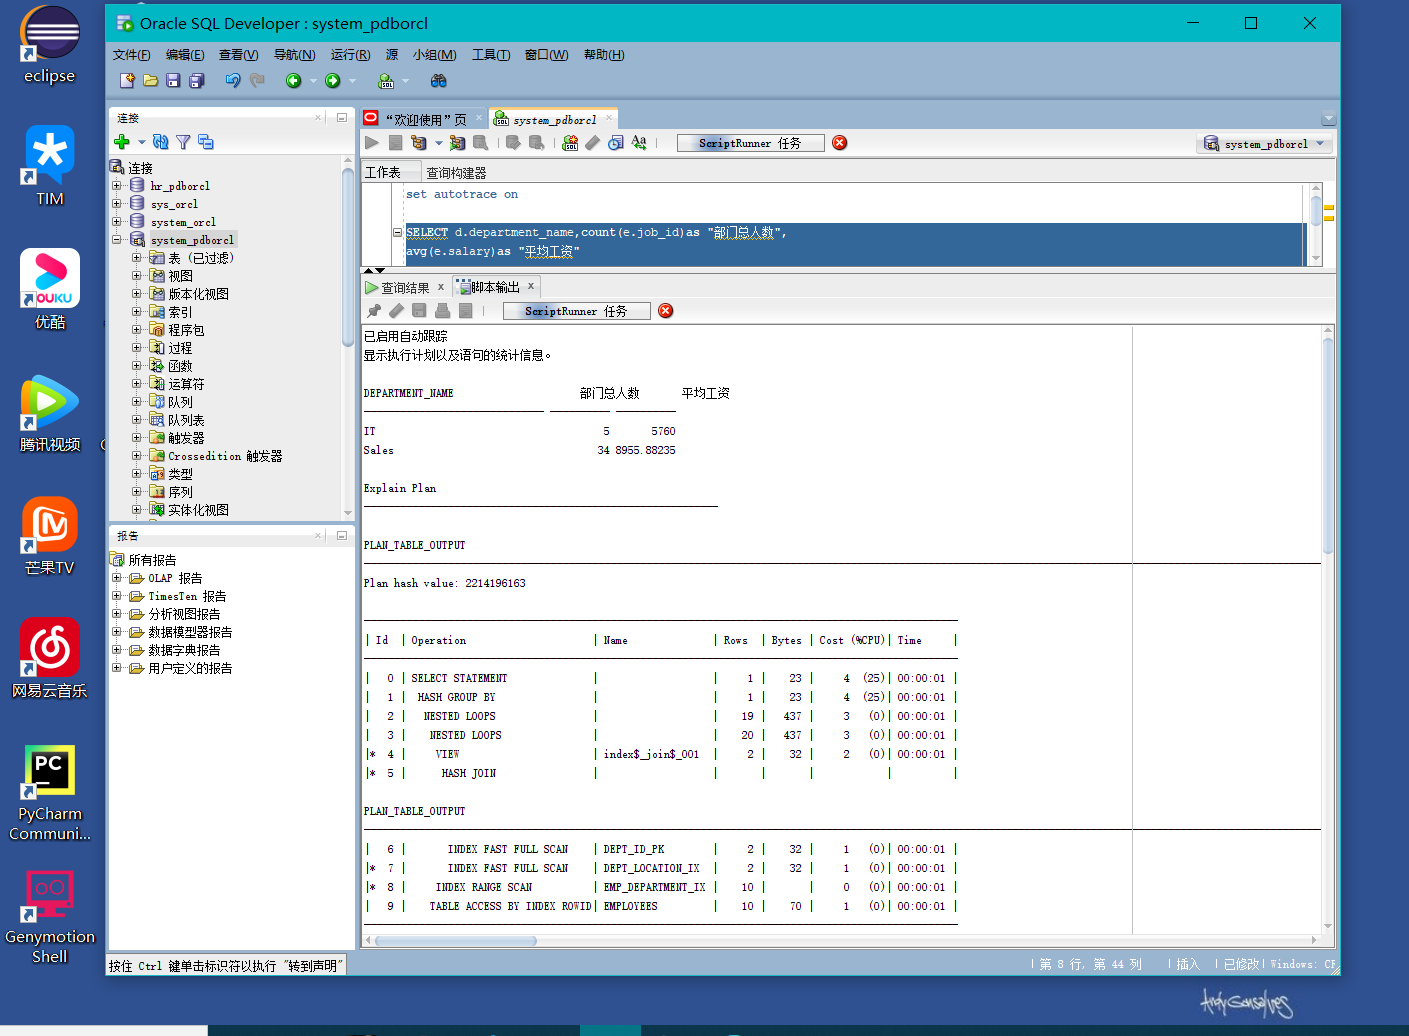 eclipse
TIM
YOUKU
优酷
腾讯视频
芒果TV
网易云音乐
PC
PyCharm
Communi...
Genymotion
Shell
Oracle SQL Developer : system_pdborcl
文件(F) 编辑(E) 查看(V) 导航(N) 运行(R) 源 小组(M) 工具(T) 窗口(W) 帮助(H)
连接
连接
hr_pdborcl
sys_orcl
system_orcl
system_pdborcl
表 (已过滤)
视图
版本化视图
索引
程序包
过程
函数
运算符
队列
队列表
触发器
Crossedition 触发器
类型
序列
实体化视图
报告
所有报告
OLAP 报告
TimesTen 报告
分析视图报告
数据模型器报告
数据字典报告
用户定义的报告
“欢迎使用”页 system_pdborcl
ScriptRunner 任务 system_pdborcl
工作表 查询构建器
set autotrace on
SELECT d.department_name,count(e.job_id)as "部门总人数",
avg(e.salary)as "平均工资"
查询结果 x 脚本输出 x
ScriptRunner 任务
已启用自动跟踪
显示执行计划以及语句的统计信息。
DEPARTMENT_NAME 部门总人数 平均工资
------------------------------ ---------- ----------
IT 5 5760
Sales 34 8955.88235
Explain Plan
-----------------------------------------------------------
PLAN_TABLE_OUTPUT
Plan hash value: 2214196163
| Id | Operation | Name | Rows | Bytes | Cost (%CPU)| Time |
| 0 | SELECT STATEMENT | | 1 | 23 | 4 (25)| 00:00:01 |
| 1 | HASH GROUP BY | | 1 | 23 | 4 (25)| 00:00:01 |
| 2 | NESTED LOOPS | | 19 | 437 | 3 (0)| 00:00:01 |
| 3 | NESTED LOOPS | | 20 | 437 | 3 (0)| 00:00:01 |
|* 4 | VIEW | index$_join$_001 | 2 | 32 | 2 (0)| 00:00:01 |
|* 5 | HASH JOIN | | | | | |
PLAN_TABLE_OUTPUT
| 6 | INDEX FAST FULL SCAN | DEPT_ID_PK | 2 | 32 | 1 (0)| 00:00:01 |
|* 7 | INDEX FAST FULL SCAN | DEPT_LOCATION_IX | 2 | 32 | 1 (0)| 00:00:01 |
|* 8 | INDEX RANGE SCAN | EMP_DEPARTMENT_IX | 10 | | 0 (0)| 00:00:01 |
| 9 | TABLE ACCESS BY INDEX ROWID| EMPLOYEES | 10 | 70 | 1 (0)| 00:00:01 |
按住 Ctrl 键单击标识符以执行 "转到声明"
第 8 行, 第 44 列 | 插入 | 已修改 | Windows: CR
Andy Gonsalves